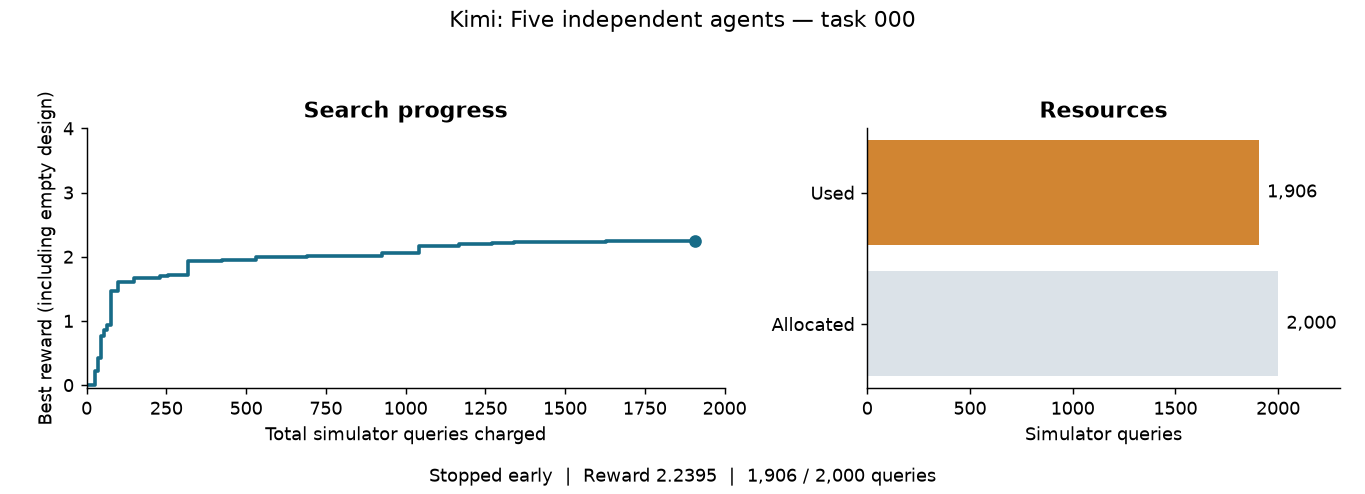 Kimi: Five independent agents — task 000
Search progress
Best reward (including empty design)
4
3
2
1
0
0 250 500 750 1000 1250 1500 1750 2000
Total simulator queries charged
Resources
Used
1,906
Allocated
2,000
0 500 1000 1500 2000
Simulator queries
Stopped early | Reward 2.2395 | 1,906 / 2,000 queries